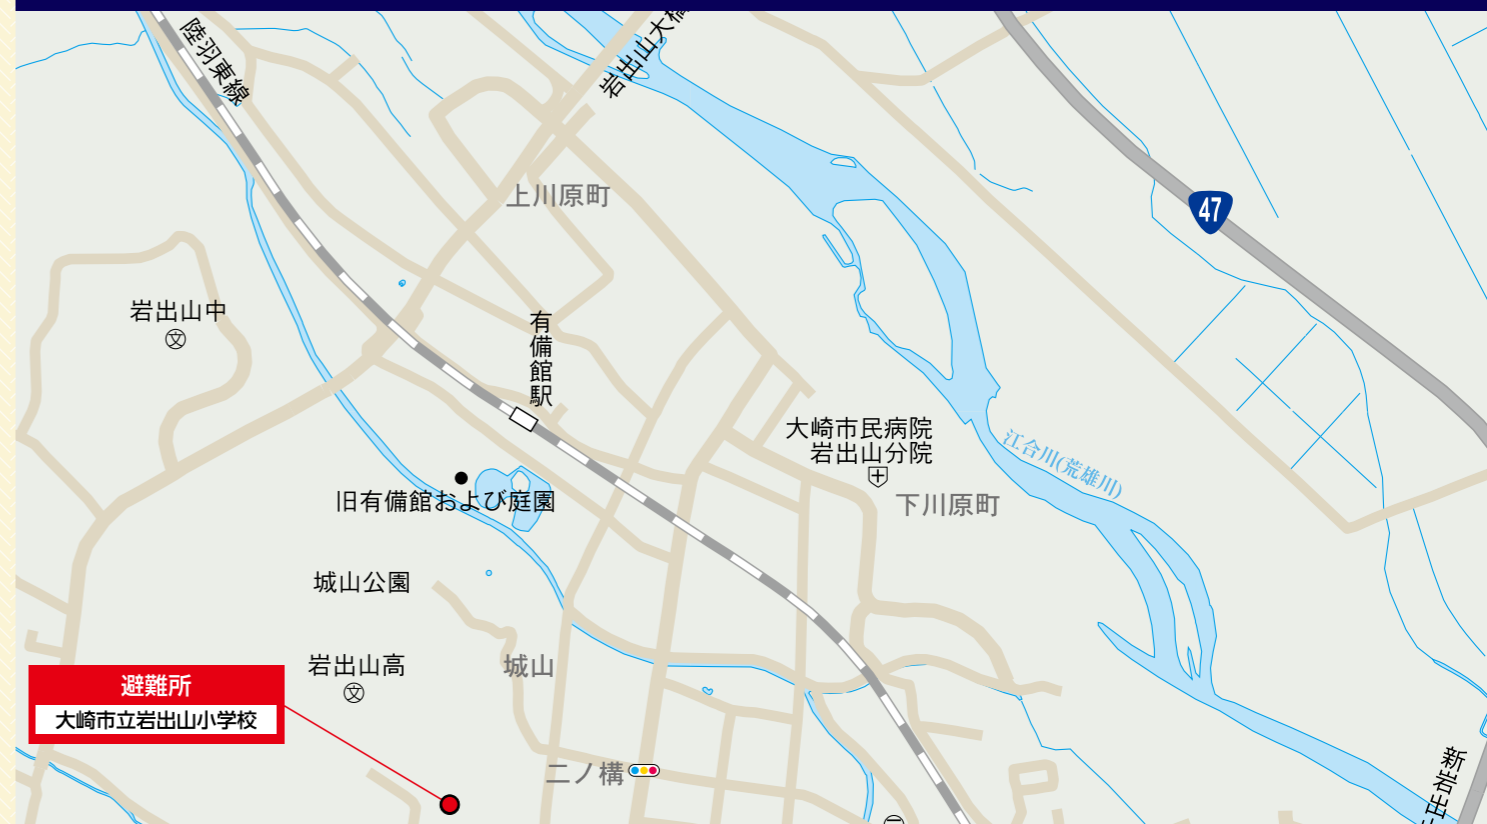 陸羽東線
岩出山大橋
上川原町
47
岩出山中
文
有備館駅
大崎市民病院
岩出山分院
江合川(荒雄川)
下川原町
旧有備館および庭園
城山公園
岩出山高
文
城山
避難所
大崎市立岩出山小学校
二ノ構
新岩出